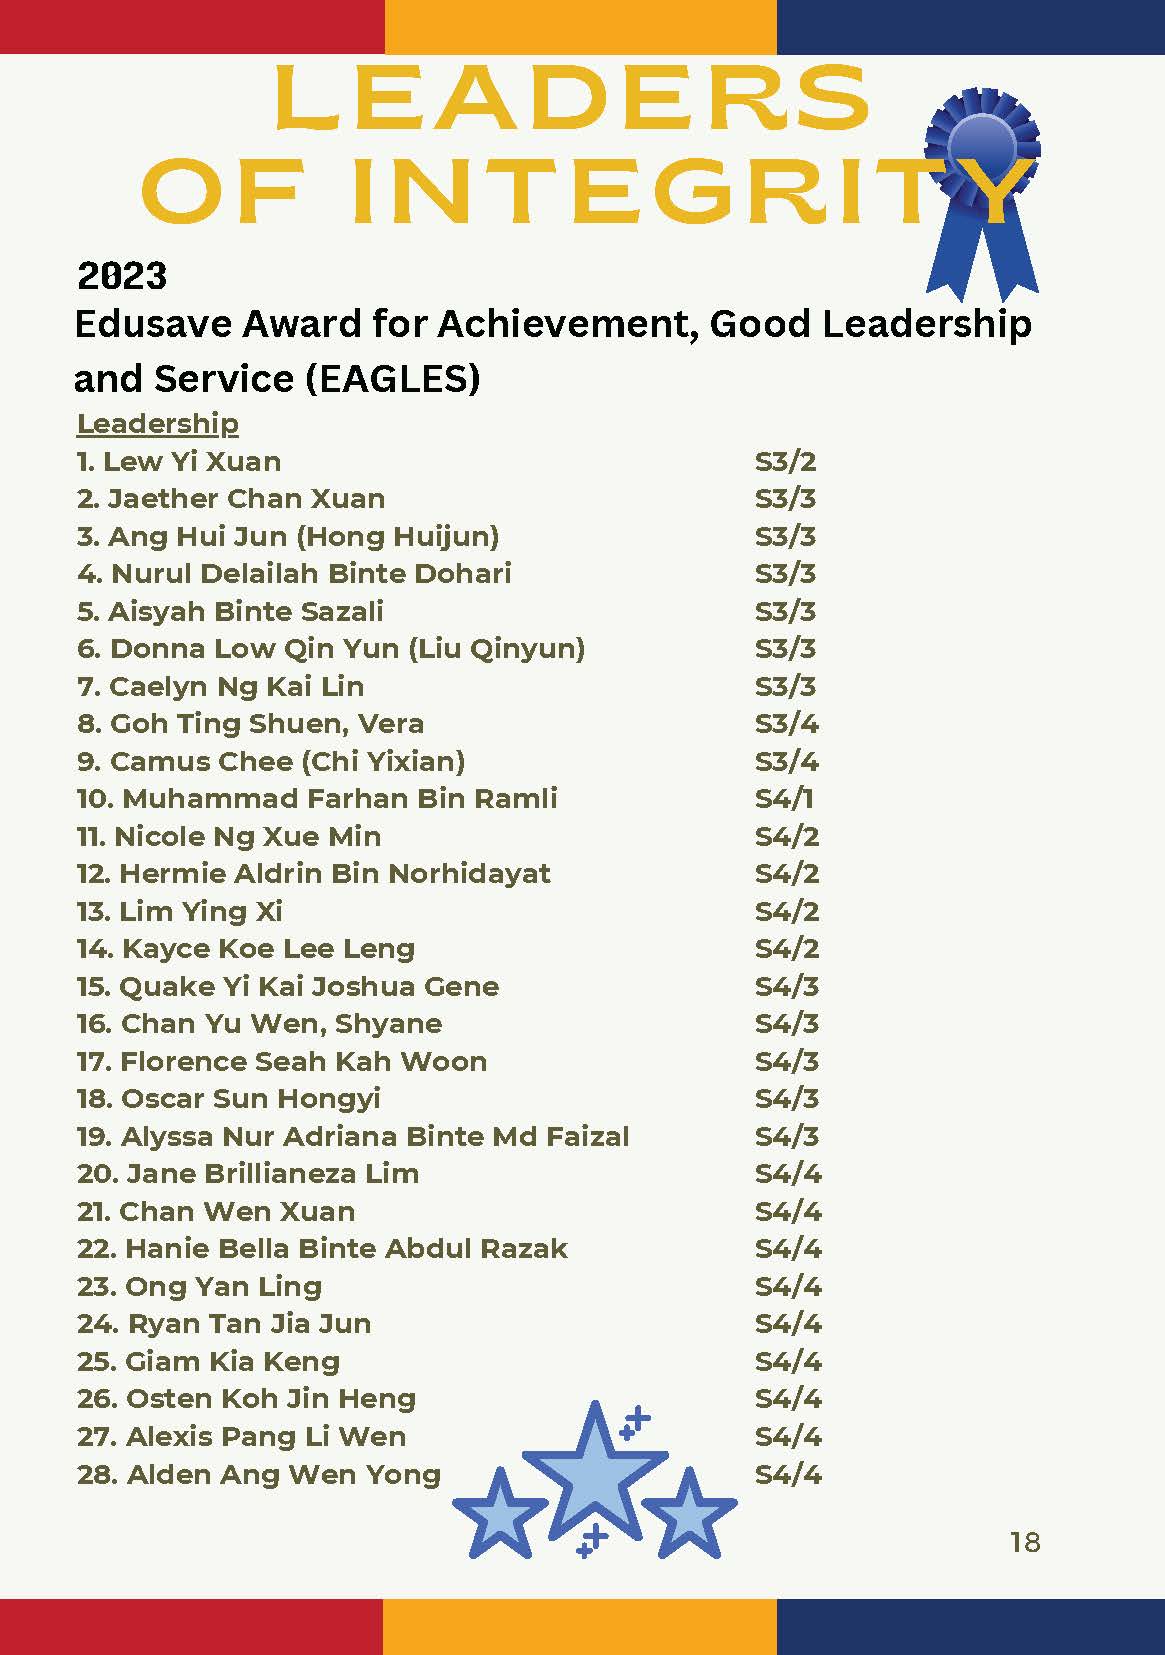 LEADERS
OF INTEGRITY
2023
Edusave Award for Achievement, Good Leadership
and Service (EAGLES)
Leadership
1. Lew Yi Xuan S3/2
2. Jaether Chan Xuan S3/3
3. Ang Hui Jun (Hong Huijun) S3/3
4. Nurul Delailah Binte Dohari S3/3
5. Aisyah Binte Sazali S3/3
6. Donna Low Qin Yun (Liu Qinyun) S3/3
7. Caelyn Ng Kai Lin S3/3
8. Goh Ting Shuen, Vera S3/4
9. Camus Chee (Chi Yixian) S3/4
10. Muhammad Farhan Bin Ramli S4/1
11. Nicole Ng Xue Min S4/2
12. Hermie Aldrin Bin Norhidayat S4/2
13. Lim Ying Xi S4/2
14. Kayce Koe Lee Leng S4/2
15. Quake Yi Kai Joshua Gene S4/3
16. Chan Yu Wen, Shyane S4/3
17. Florence Seah Kah Woon S4/3
18. Oscar Sun Hongyi S4/3
19. Alyssa Nur Adriana Binte Md Faizal S4/3
20. Jane Brillianeza Lim S4/4
21. Chan Wen Xuan S4/4
22. Hanie Bella Binte Abdul Razak S4/4
23. Ong Yan Ling S4/4
24. Ryan Tan Jia Jun S4/4
25. Giam Kia Keng S4/4
26. Osten Koh Jin Heng S4/4
27. Alexis Pang Li Wen S4/4
28. Alden Ang Wen Yong S4/4
18